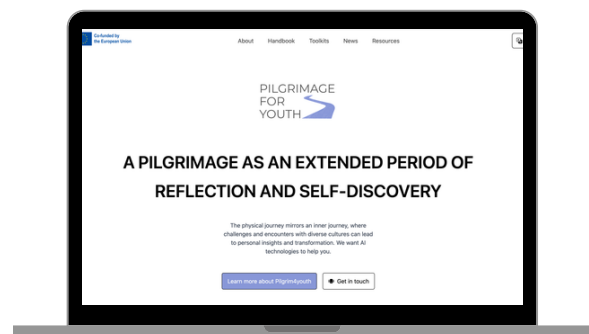 Co-funded by
the European Union
About Handbook Toolkits News Resources
PILGRIMAGE
FOR
YOUTH
A PILGRIMAGE AS AN EXTENDED PERIOD OF
REFLECTION AND SELF-DISCOVERY
The physical journey mirrors an inner journey, where
challenges and encounters with diverse cultures can lead
to personal insights and transformation. We want AI
technologies to help you.
Learn more about Pilgrim4youth Get in touch